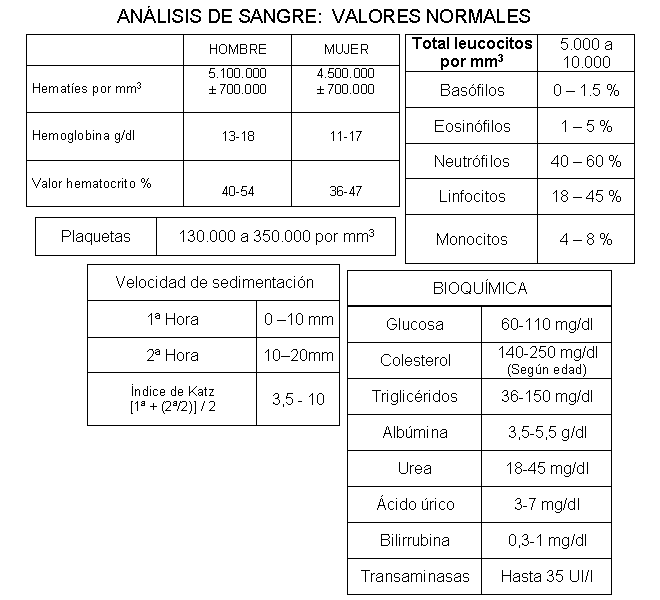 ANÁLISIS DE SANGRE: VALORES NORMALES
HOMBRE MUJER
Hematíes por mm³ 5.100.000 ± 700.000 4.500.000 ± 700.000
Hemoglobina g/dl 13-18 11-17
Valor hematocrito % 40-54 36-47
Total leucocitos por mm³ 5.000 a 10.000
Basófilos 0 – 1.5 %
Eosinófilos 1 – 5 %
Neutrófilos 40 – 60 %
Linfocitos 18 – 45 %
Monocitos 4 – 8 %
Plaquetas 130.000 a 350.000 por mm³
Velocidad de sedimentación
1ª Hora 0 –10 mm
2ª Hora 10–20mm
Índice de Katz
[1ª + (2ª/2)] / 2 3,5 - 10
BIOQUÍMICA
Glucosa 60-110 mg/dl
Colesterol 140-250 mg/dl
(Según edad)
Triglicéridos 36-150 mg/dl
Albúmina 3,5-5,5 g/dl
Urea 18-45 mg/dl
Ácido úrico 3-7 mg/dl
Bilirrubina 0,3-1 mg/dl
Transaminasas Hasta 35 UI/l